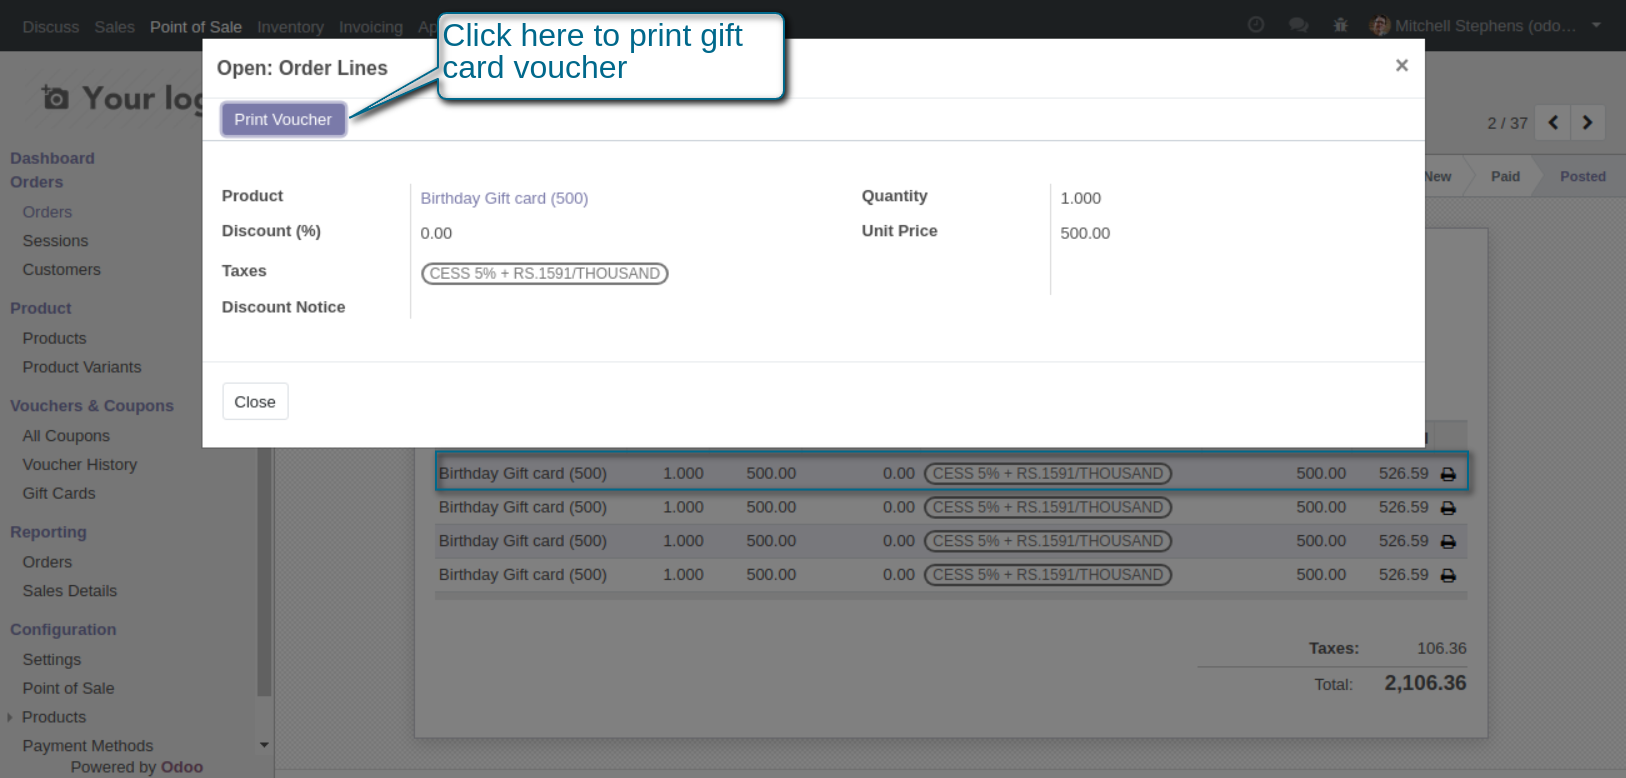 Discuss Sales Point of Sale Inventory Invoicing Ap
Mitchell Stephens (odo...
Click here to print gift
card voucher
Open: Order Lines
×
Your log
Print Voucher
2 / 37
Dashboard
Orders
Orders
Sessions
Customers
Product
Products
Product Variants
Vouchers & Coupons
All Coupons
Voucher History
Gift Cards
Reporting
Orders
Sales Details
Configuration
Settings
Point of Sale
Products
Payment Methods
Powered by Odoo
New Paid Posted
Product Birthday Gift card (500) Quantity 1.000
Discount (%) 0.00 Unit Price 500.00
Taxes CESS 5% + RS.1591/THOUSAND
Discount Notice
Close
Birthday Gift card (500) 1.000 500.00 0.00 CESS 5% + RS.1591/THOUSAND 500.00 526.59
Birthday Gift card (500) 1.000 500.00 0.00 CESS 5% + RS.1591/THOUSAND 500.00 526.59
Birthday Gift card (500) 1.000 500.00 0.00 CESS 5% + RS.1591/THOUSAND 500.00 526.59
Birthday Gift card (500) 1.000 500.00 0.00 CESS 5% + RS.1591/THOUSAND 500.00 526.59
Taxes: 106.36
Total: 2,106.36